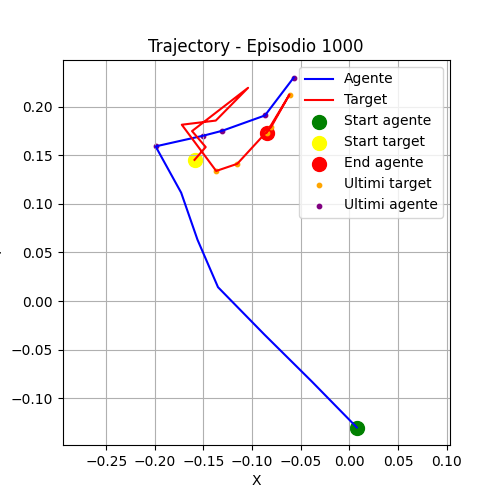 Trajectory - Episodio 1000
Agente
Target
Start agente
Start target
End agente
Ultimi target
Ultimi agente
0.20
0.15
0.10
0.05
0.00
−0.05
−0.10
−0.25 −0.20 −0.15 −0.10 −0.05 0.00 0.05 0.10
X